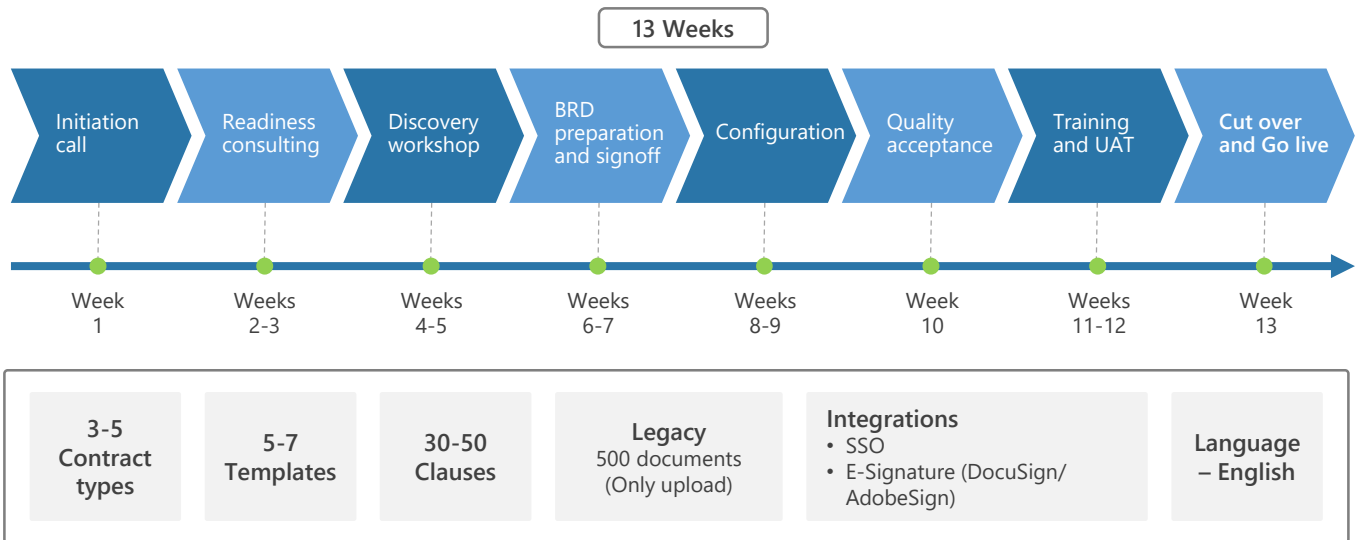 13 Weeks
Initiation
call
Readiness
consulting
Discovery
workshop
BRD
preparation
and signoff
Configuration
Quality
acceptance
Training
and UAT
Cut over
and Go live
Week
1
Weeks
2-3
Weeks
4-5
Weeks
6-7
Weeks
8-9
Week
10
Weeks
11-12
Week
13
3-5
Contract
types
5-7
Templates
30-50
Clauses
Legacy
500 documents
(Only upload)
Integrations
• SSO
• E-Signature (DocuSign/
AdobeSign)
Language
– English